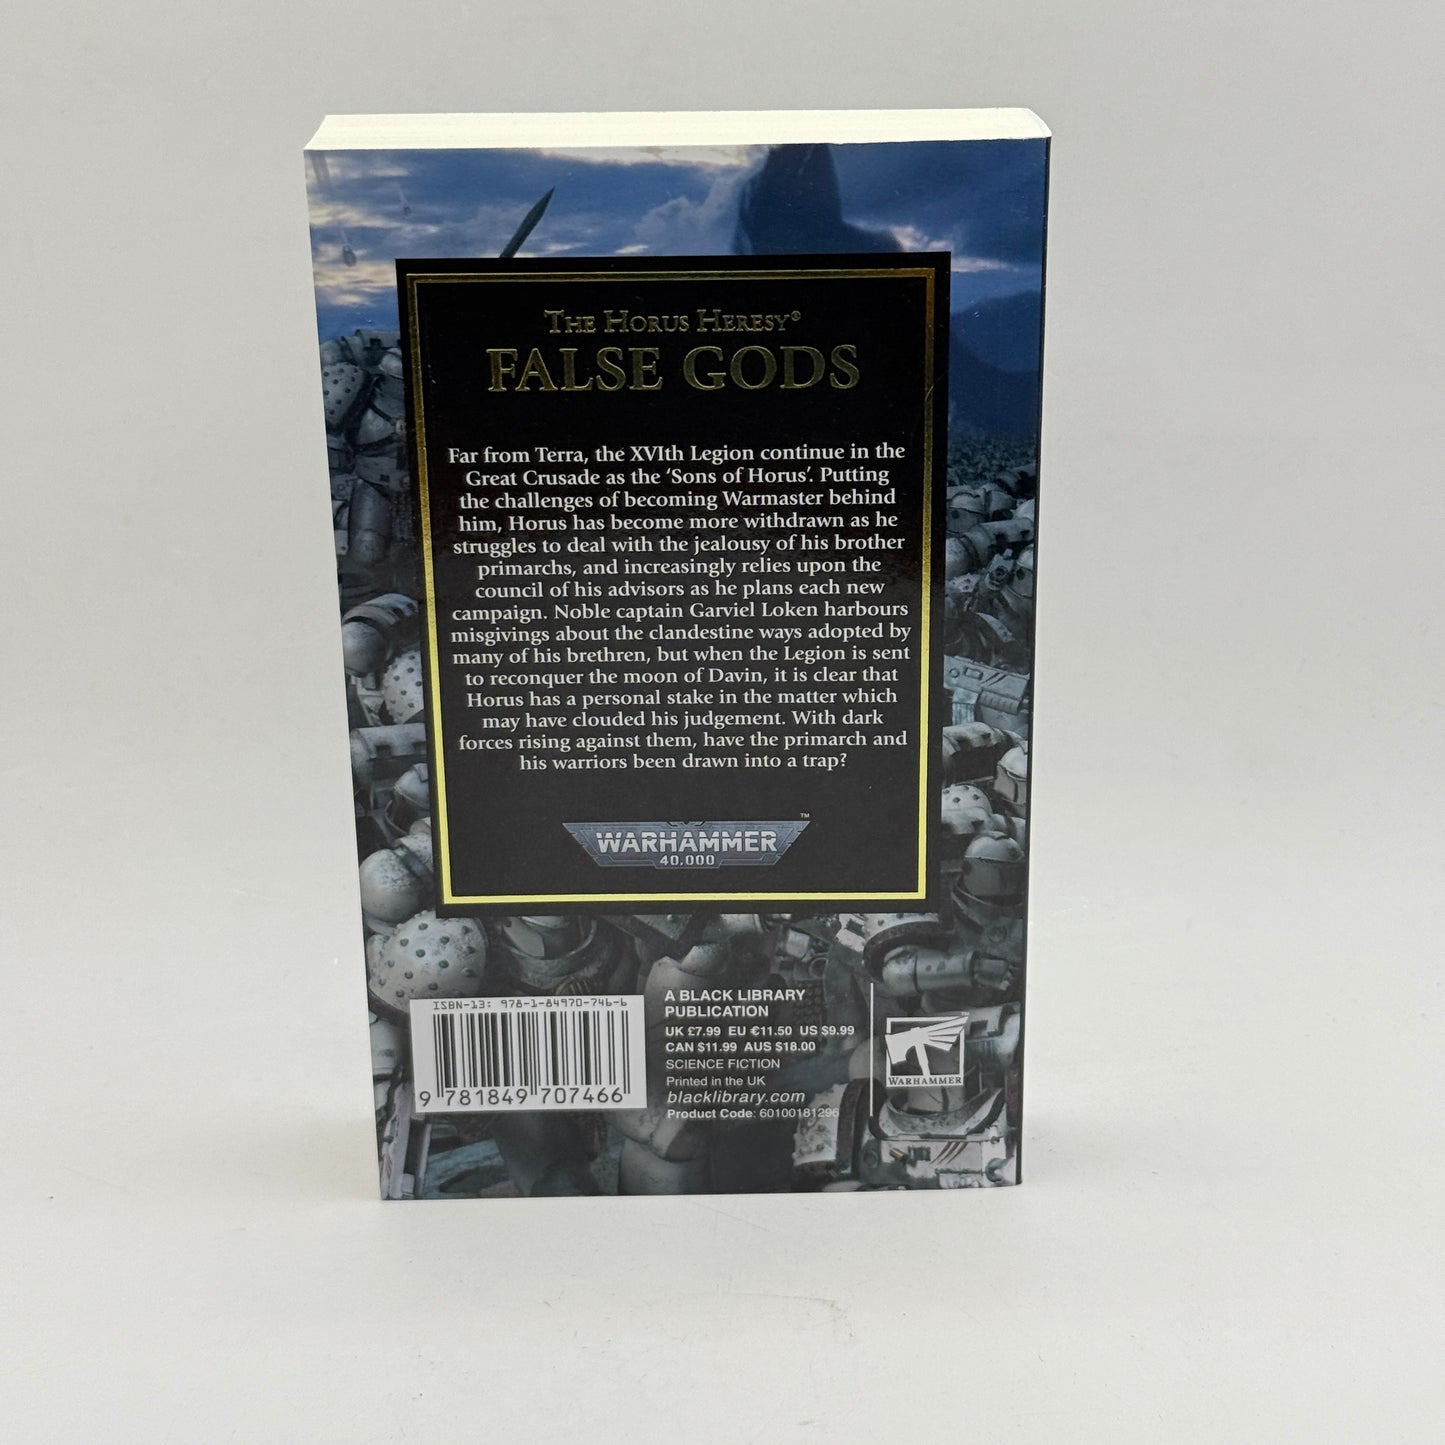 THE HORUS HERESY®
FALSE GODS
Far from Terra, the XVIth Legion continue in the
Great Crusade as the ‘Sons of Horus’. Putting
the challenges of becoming Warmaster behind
him, Horus has become more withdrawn as he
struggles to deal with the jealousy of his brother
primarchs, and increasingly relies upon the
council of his advisors as he plans each new
campaign. Noble captain Garviel Loken harbours
misgivings about the clandestine ways adopted by
many of his brethren, but when the Legion is sent
to reconquer the moon of Davin, it is clear that
Horus has a personal stake in the matter which
may have clouded his judgement. With dark
forces rising against them, have the primarch and
his warriors been drawn into a trap?
WARHAMMER™
40,000
ISBN-13: 978-1-84970-746-6
9 781849 707466
A BLACK LIBRARY
PUBLICATION
UK £7.99 EU €11.50 US $9.99
CAN $11.99 AUS $18.00
SCIENCE FICTION
Printed in the UK
blacklibrary.com
Product Code: 60100181296
WARHAMMER™